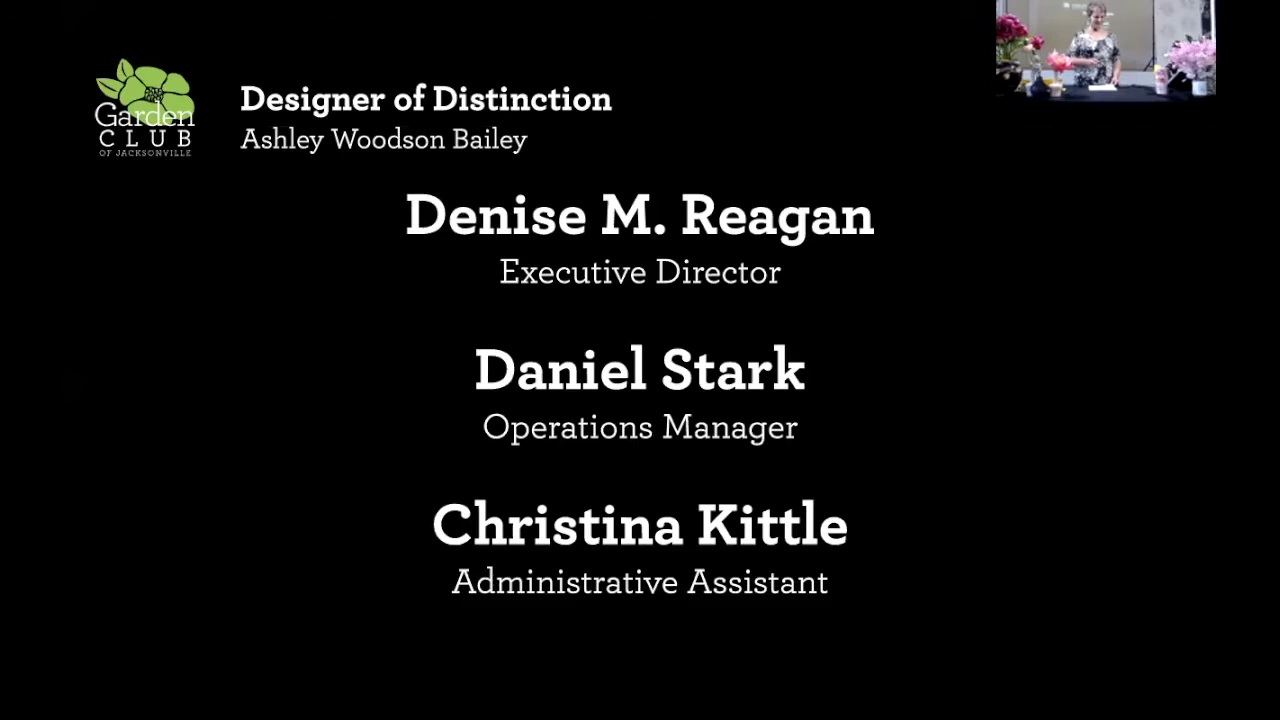 Garden
CLUB
OF JACKSONVILLE
Designer of Distinction
Ashley Woodson Bailey
Denise M. Reagan
Executive Director
Daniel Stark
Operations Manager
Christina Kittle
Administrative Assistant